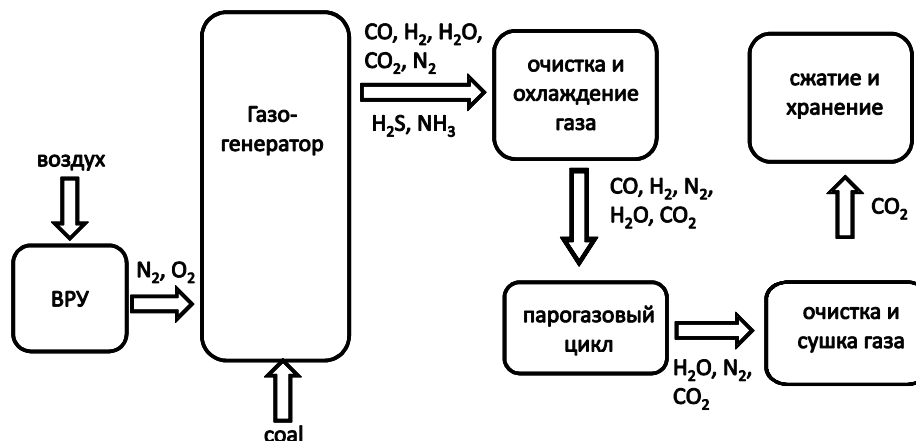 воздух
ВРУ
N₂, O₂
Газо-
генератор
coal
CO, H₂, H₂O,
CO₂, N₂
H₂S, NH₃
очистка и
охлаждение
газа
CO, H₂, N₂,
H₂O, CO₂
парогазовый
цикл
H₂O, N₂,
CO₂
очистка и
сушка газа
CO₂
сжатие и
хранение